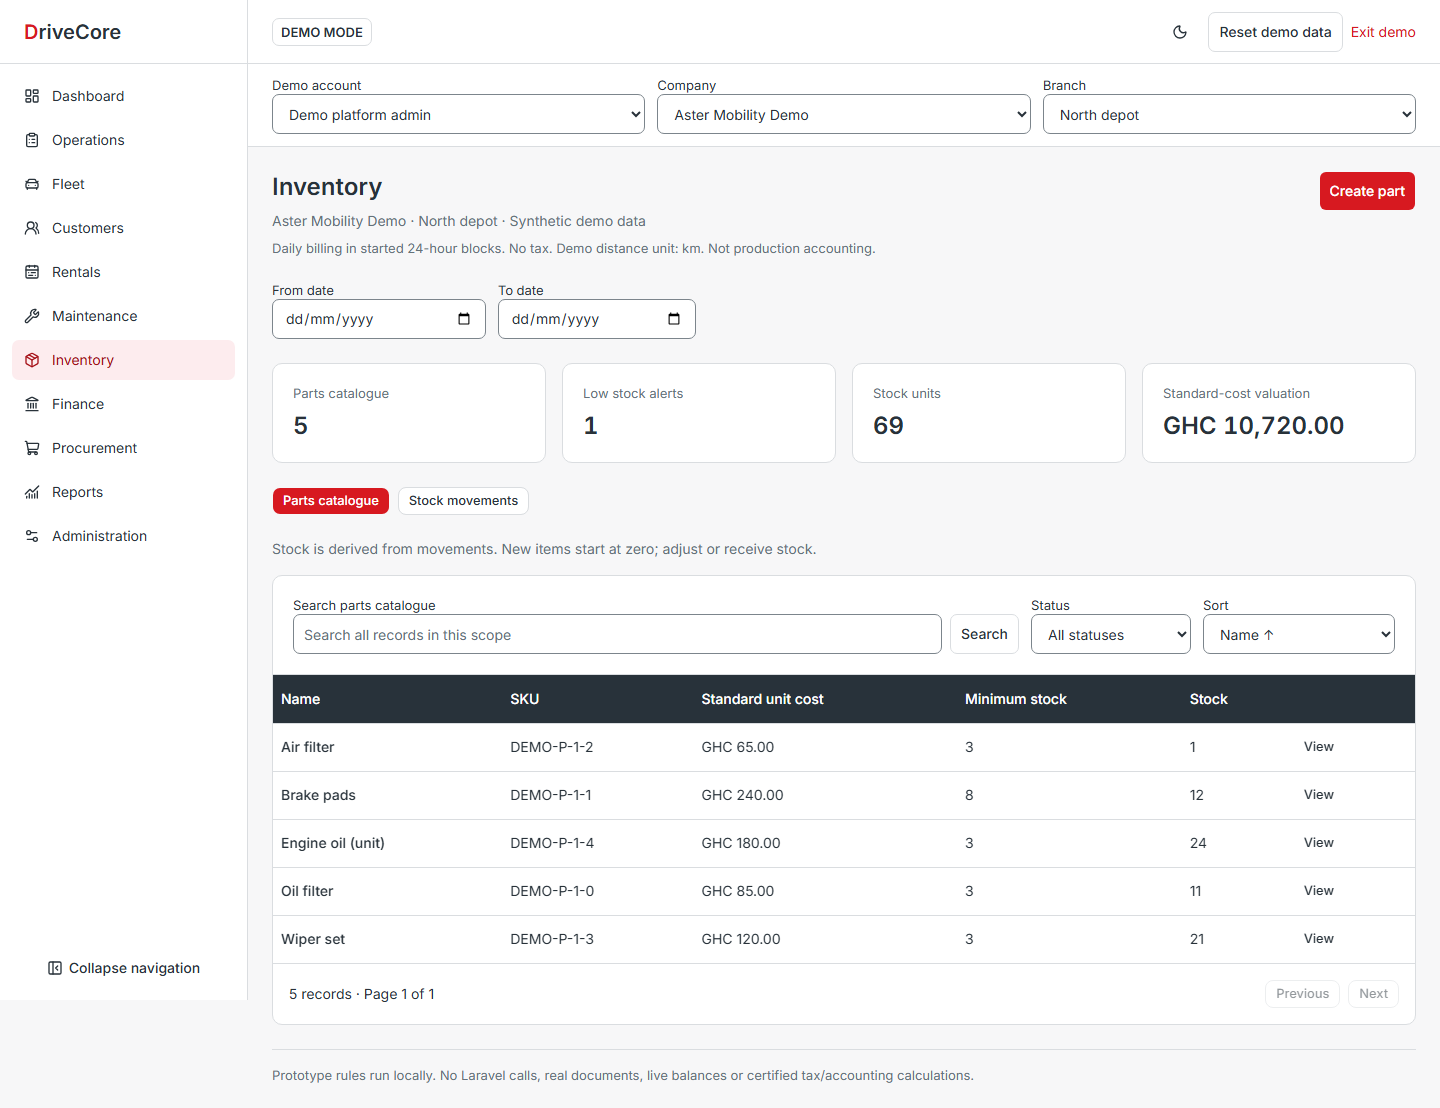 DriveCore
DEMO MODE
Reset demo data
Exit demo
Dashboard
Operations
Fleet
Customers
Rentals
Maintenance
Inventory
Finance
Procurement
Reports
Administration
Collapse navigation
Demo account
Company
Branch
Demo platform admin
Aster Mobility Demo
North depot
Inventory
Create part
Aster Mobility Demo · North depot · Synthetic demo data
Daily billing in started 24-hour blocks. No tax. Demo distance unit: km. Not production accounting.
From date
To date
dd/mm/yyyy
dd/mm/yyyy
Parts catalogue
5
Low stock alerts
1
Stock units
69
Standard-cost valuation
GHC 10,720.00
Parts catalogue
Stock movements
Stock is derived from movements. New items start at zero; adjust or receive stock.
Search parts catalogue
Search all records in this scope
Search
Status
All statuses
Sort
Name ↑
Name SKU Standard unit cost Minimum stock Stock
Air filter DEMO-P-1-2 GHC 65.00 3 1 View
Brake pads DEMO-P-1-1 GHC 240.00 8 12 View
Engine oil (unit) DEMO-P-1-4 GHC 180.00 3 24 View
Oil filter DEMO-P-1-0 GHC 85.00 3 11 View
Wiper set DEMO-P-1-3 GHC 120.00 3 21 View
5 records · Page 1 of 1
Previous
Next
Prototype rules run locally. No Laravel calls, real documents, live balances or certified tax/accounting calculations.